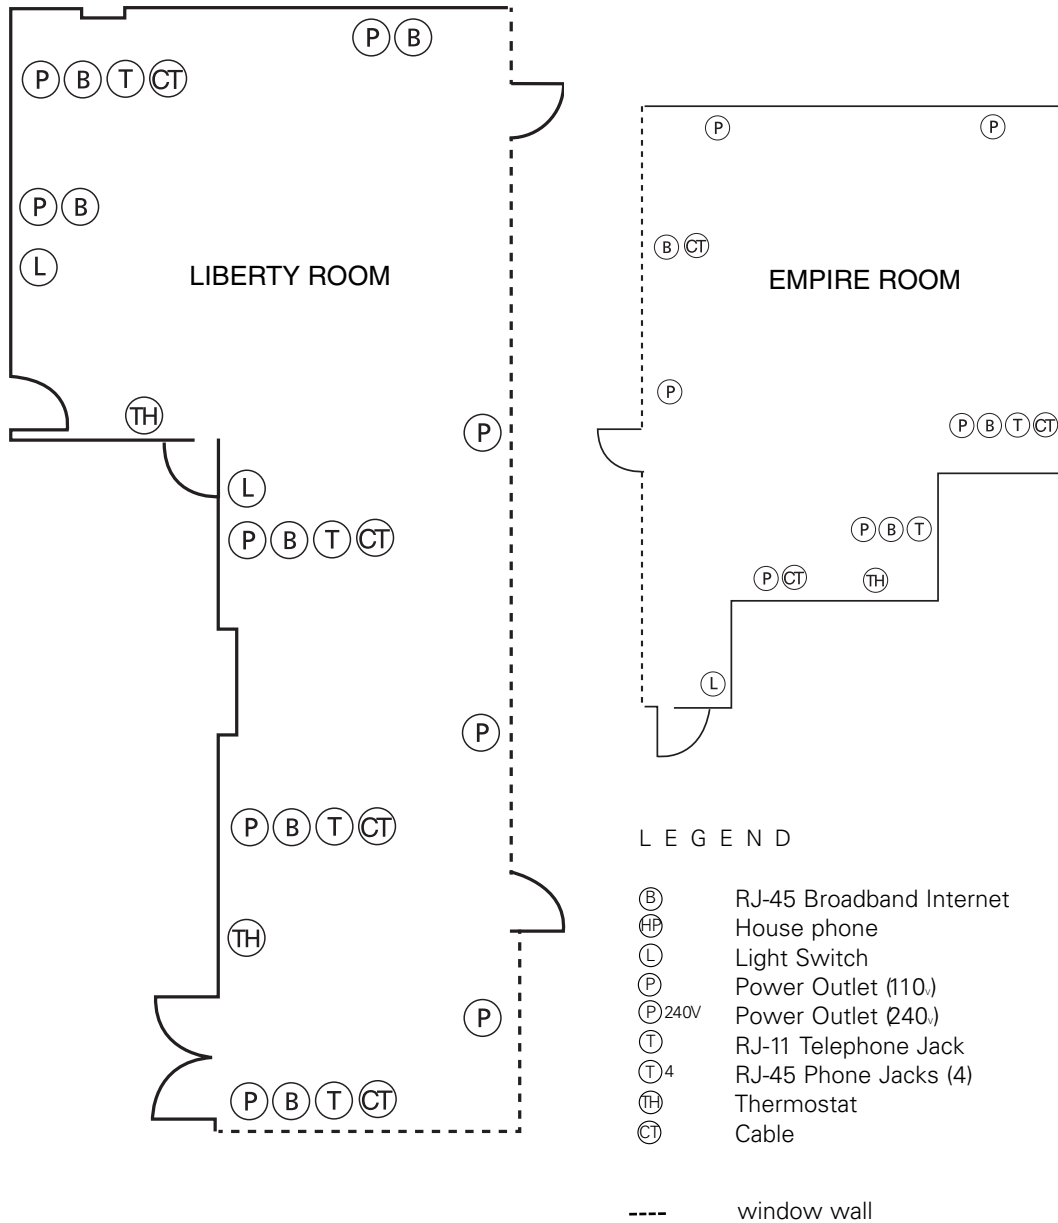 P B
P B T CT
P P
P B
B CT
L
LIBERTY ROOM
EMPIRE ROOM
P
TH
P
P B T CT
L
P B T CT
P B T
P CT TH
L
P
P B T CT
L E G E N D
B RJ-45 Broadband Internet
HP House phone
TH
L Light Switch
P Power Outlet (110v)
P 240V Power Outlet (240v)
P
T RJ-11 Telephone Jack
T 4 RJ-45 Phone Jacks (4)
P B T CT
TH Thermostat
CT Cable
window wall